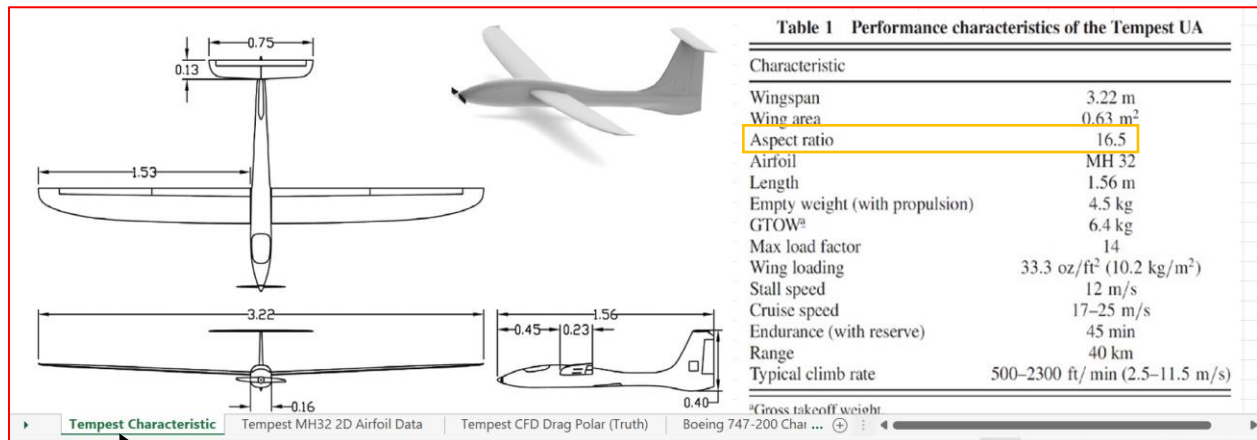 0.75
0.13
1.53
3.22
0.16
1.56
0.45 0.23
0.40
Table 1 Performance characteristics of the Tempest UA
Characteristic
Wingspan 3.22 m
Wing area 0.63 m²
Aspect ratio 16.5
Airfoil MH 32
Length 1.56 m
Empty weight (with propulsion) 4.5 kg
GTOWª 6.4 kg
Max load factor 14
Wing loading 33.3 oz/ft² (10.2 kg/m²)
Stall speed 12 m/s
Cruise speed 17–25 m/s
Endurance (with reserve) 45 min
Range 40 km
Typical climb rate 500–2300 ft/ min (2.5–11.5 m/s)
ªGross takeoff weight.
Tempest Characteristic Tempest MH32 2D Airfoil Data Tempest CFD Drag Polar (Truth) Boeing 747-200 Chai ...